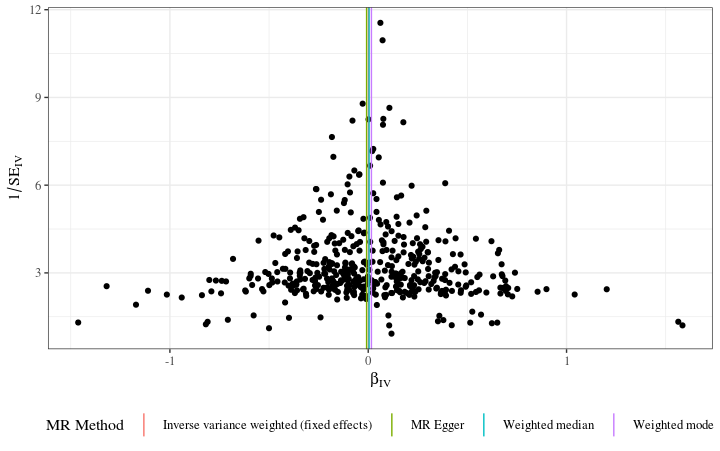 12
9
6
3
1/SE_IV
-1 0 1
β_IV
MR Method Inverse variance weighted (fixed effects) MR Egger Weighted median Weighted mode